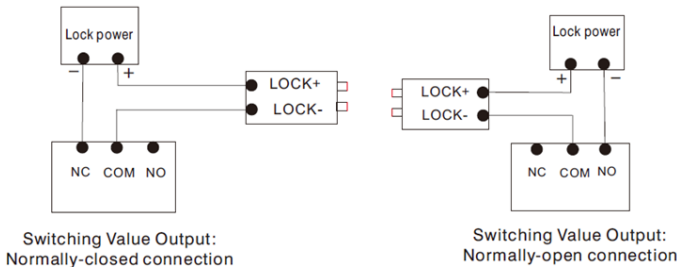 Lock power
− +
LOCK+
LOCK-
NC COM NO
Switching Value Output:
Normally-closed connection
Lock power
+ −
LOCK+
LOCK-
NC COM NO
Switching Value Output:
Normally-open connection